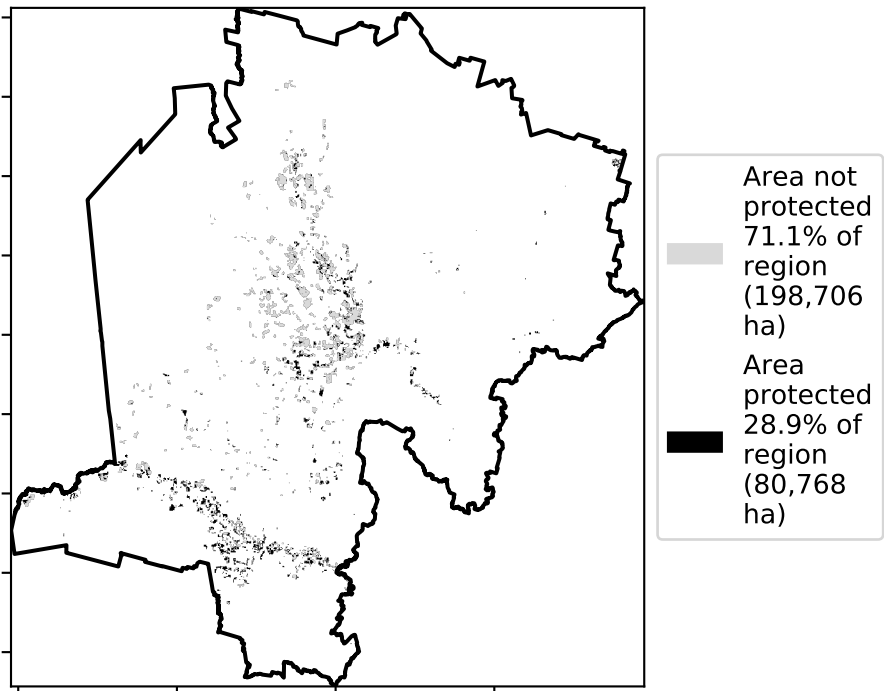 Area not
protected
71.1% of
region
(198,706
ha)
Area
protected
28.9% of
region
(80,768
ha)